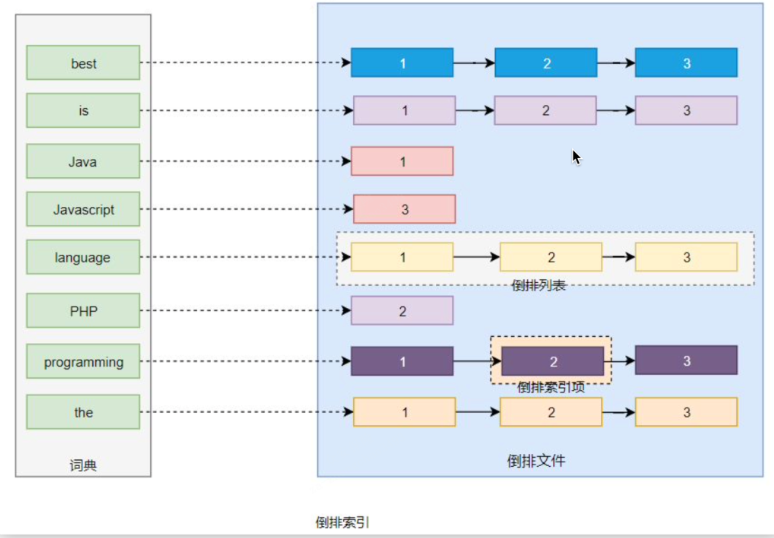 best 1 2 3
is 1 2 3
Java 1
Javascript 3
language 1 2 3
倒排列表
PHP 2
programming 1 2 3
倒排索引项
the 1 2 3
词典
倒排文件
倒排索引